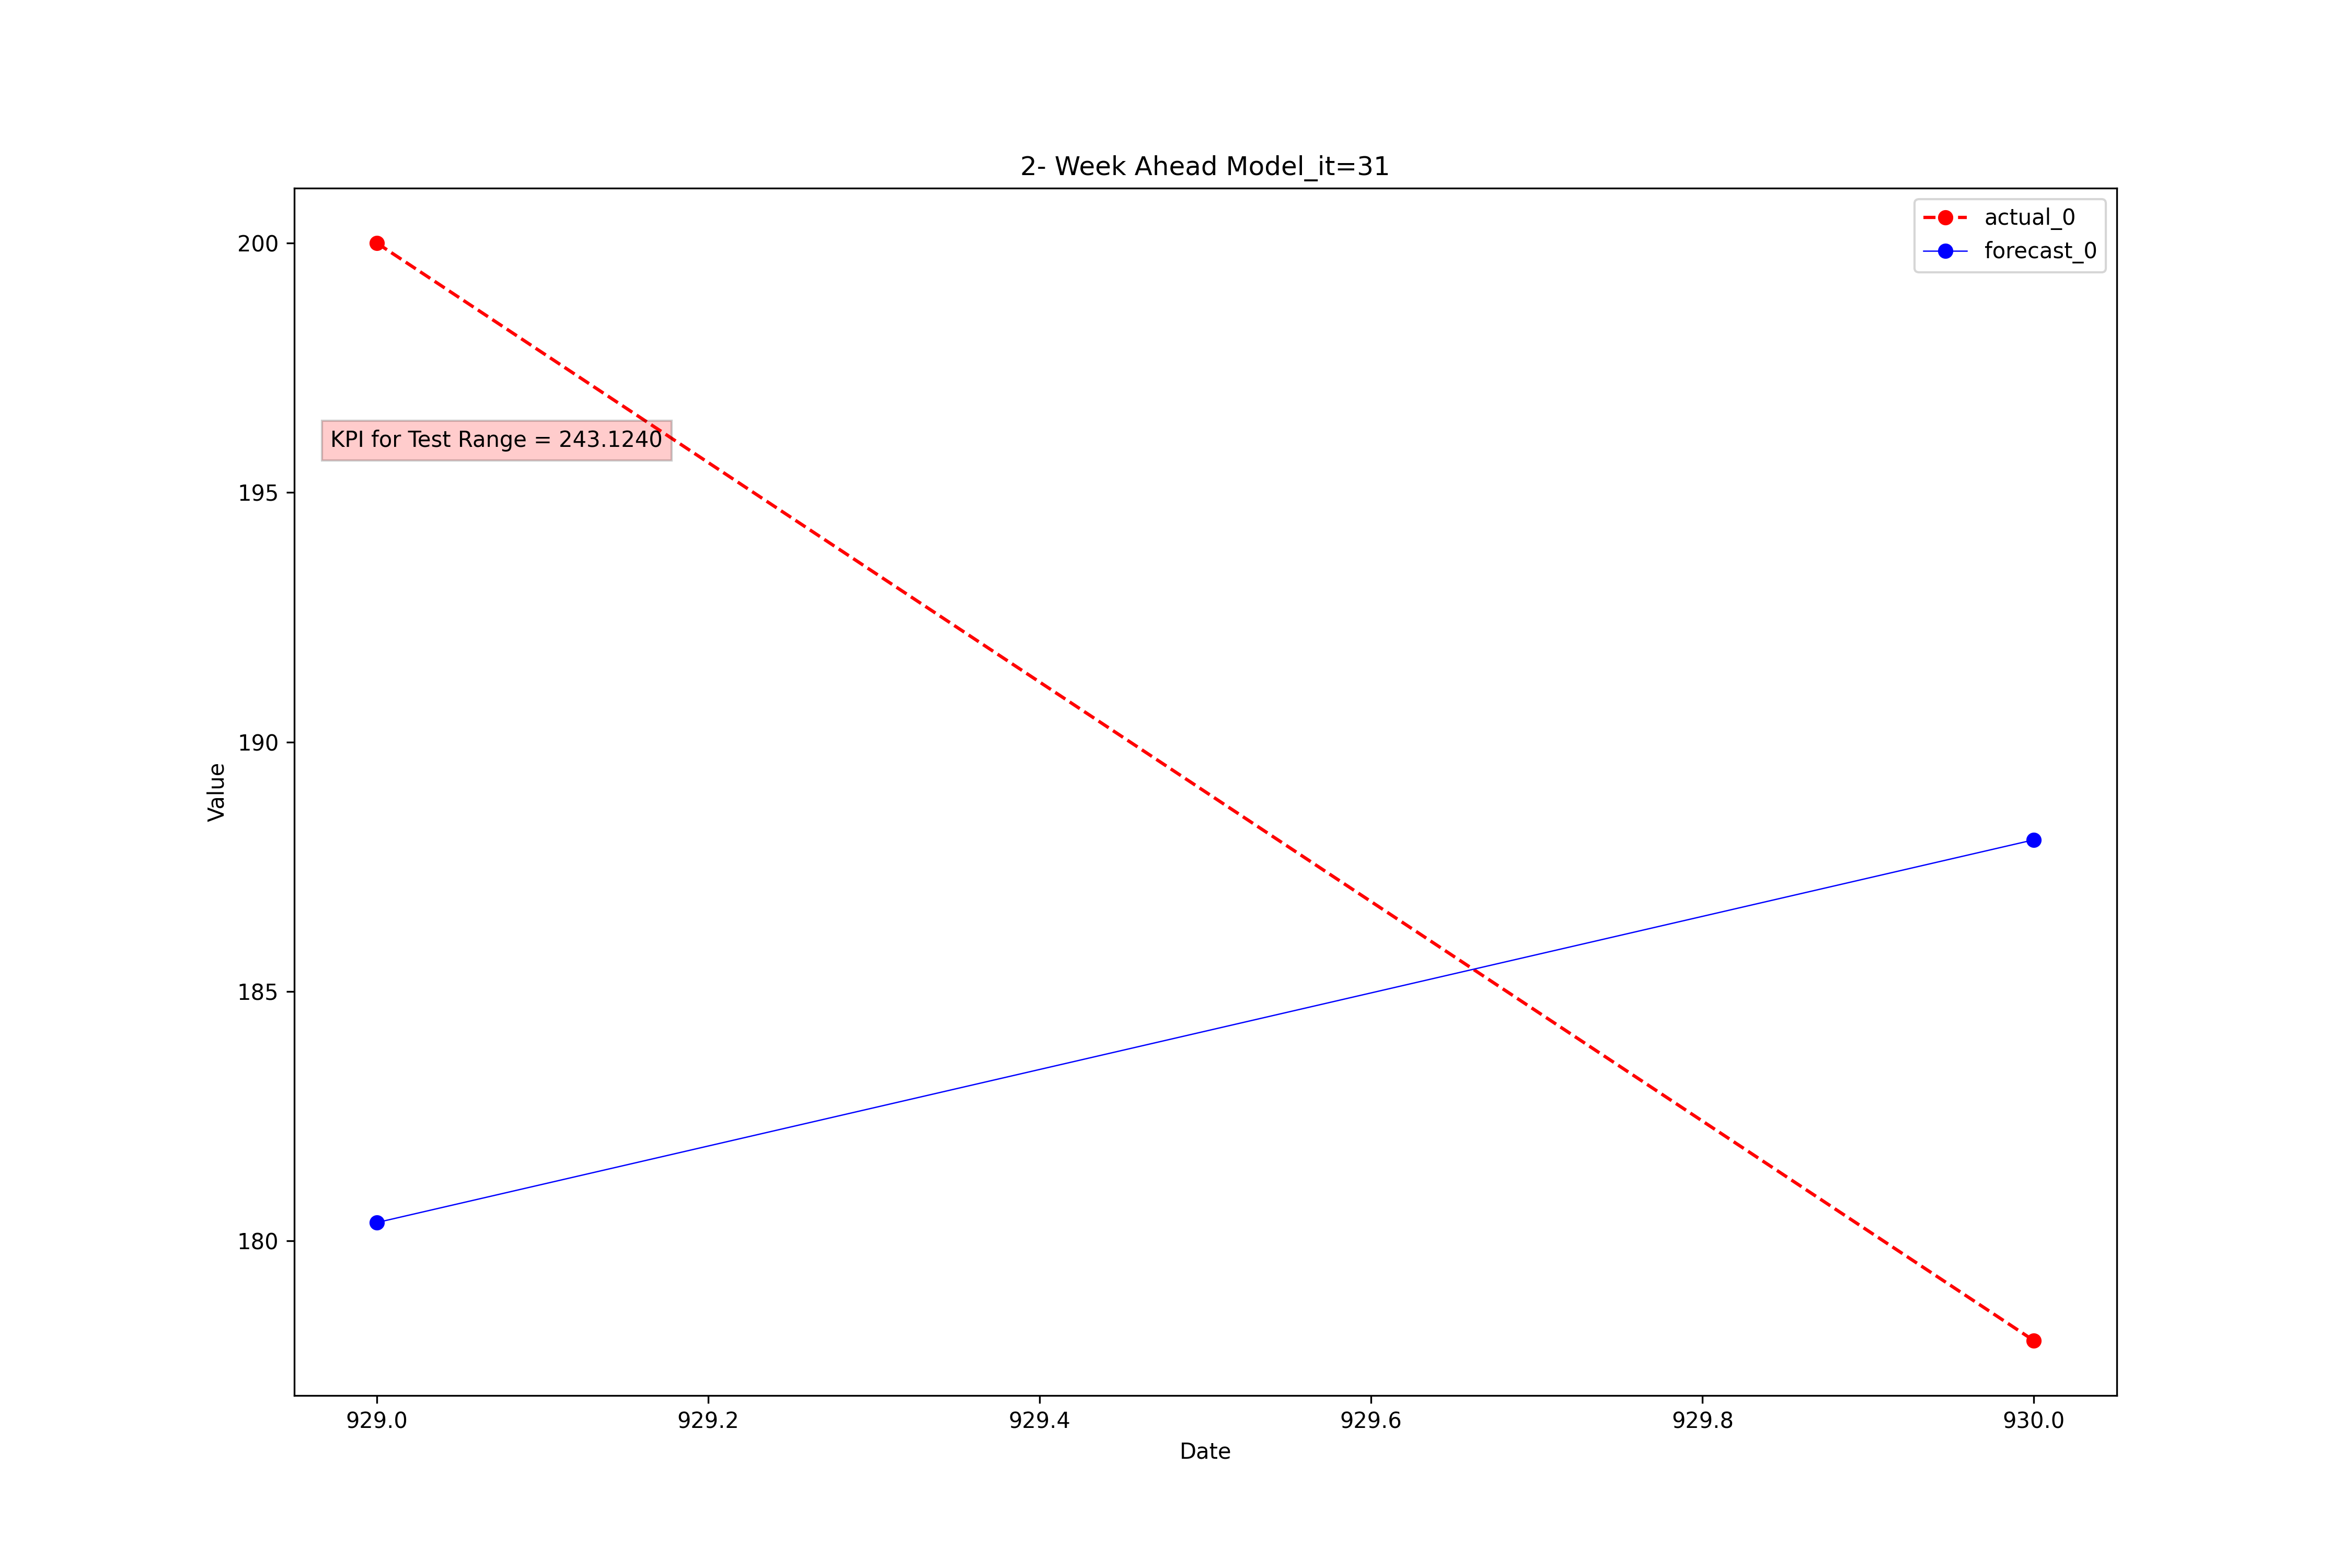 2- Week Ahead Model_it=31
actual_0
forecast_0
KPI for Test Range = 243.1240
Value
200
195
190
185
180
929.0 929.2 929.4 929.6 929.8 930.0
Date